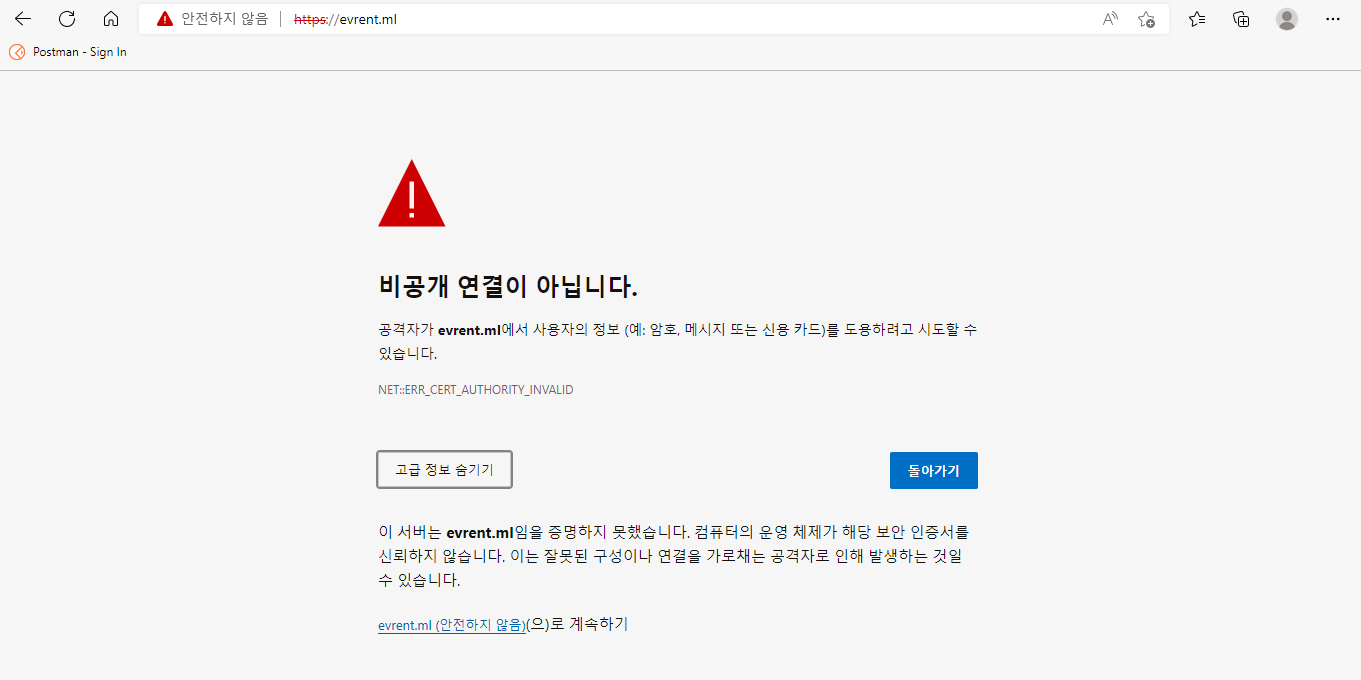 안전하지 않음 | https://evrent.ml
Postman - Sign In
비공개 연결이 아닙니다.
공격자가 evrent.ml에서 사용자의 정보 (예: 암호, 메시지 또는 신용 카드)를 도용하려고 시도할 수
있습니다.
NET::ERR_CERT_AUTHORITY_INVALID
고급 정보 숨기기
돌아가기
이 서버는 evrent.ml임을 증명하지 못했습니다. 컴퓨터의 운영 체제가 해당 보안 인증서를
신뢰하지 않습니다. 이는 잘못된 구성이나 연결을 가로채는 공격자로 인해 발생하는 것일
수 있습니다.
evrent.ml (안전하지 않음)(으)로 계속하기